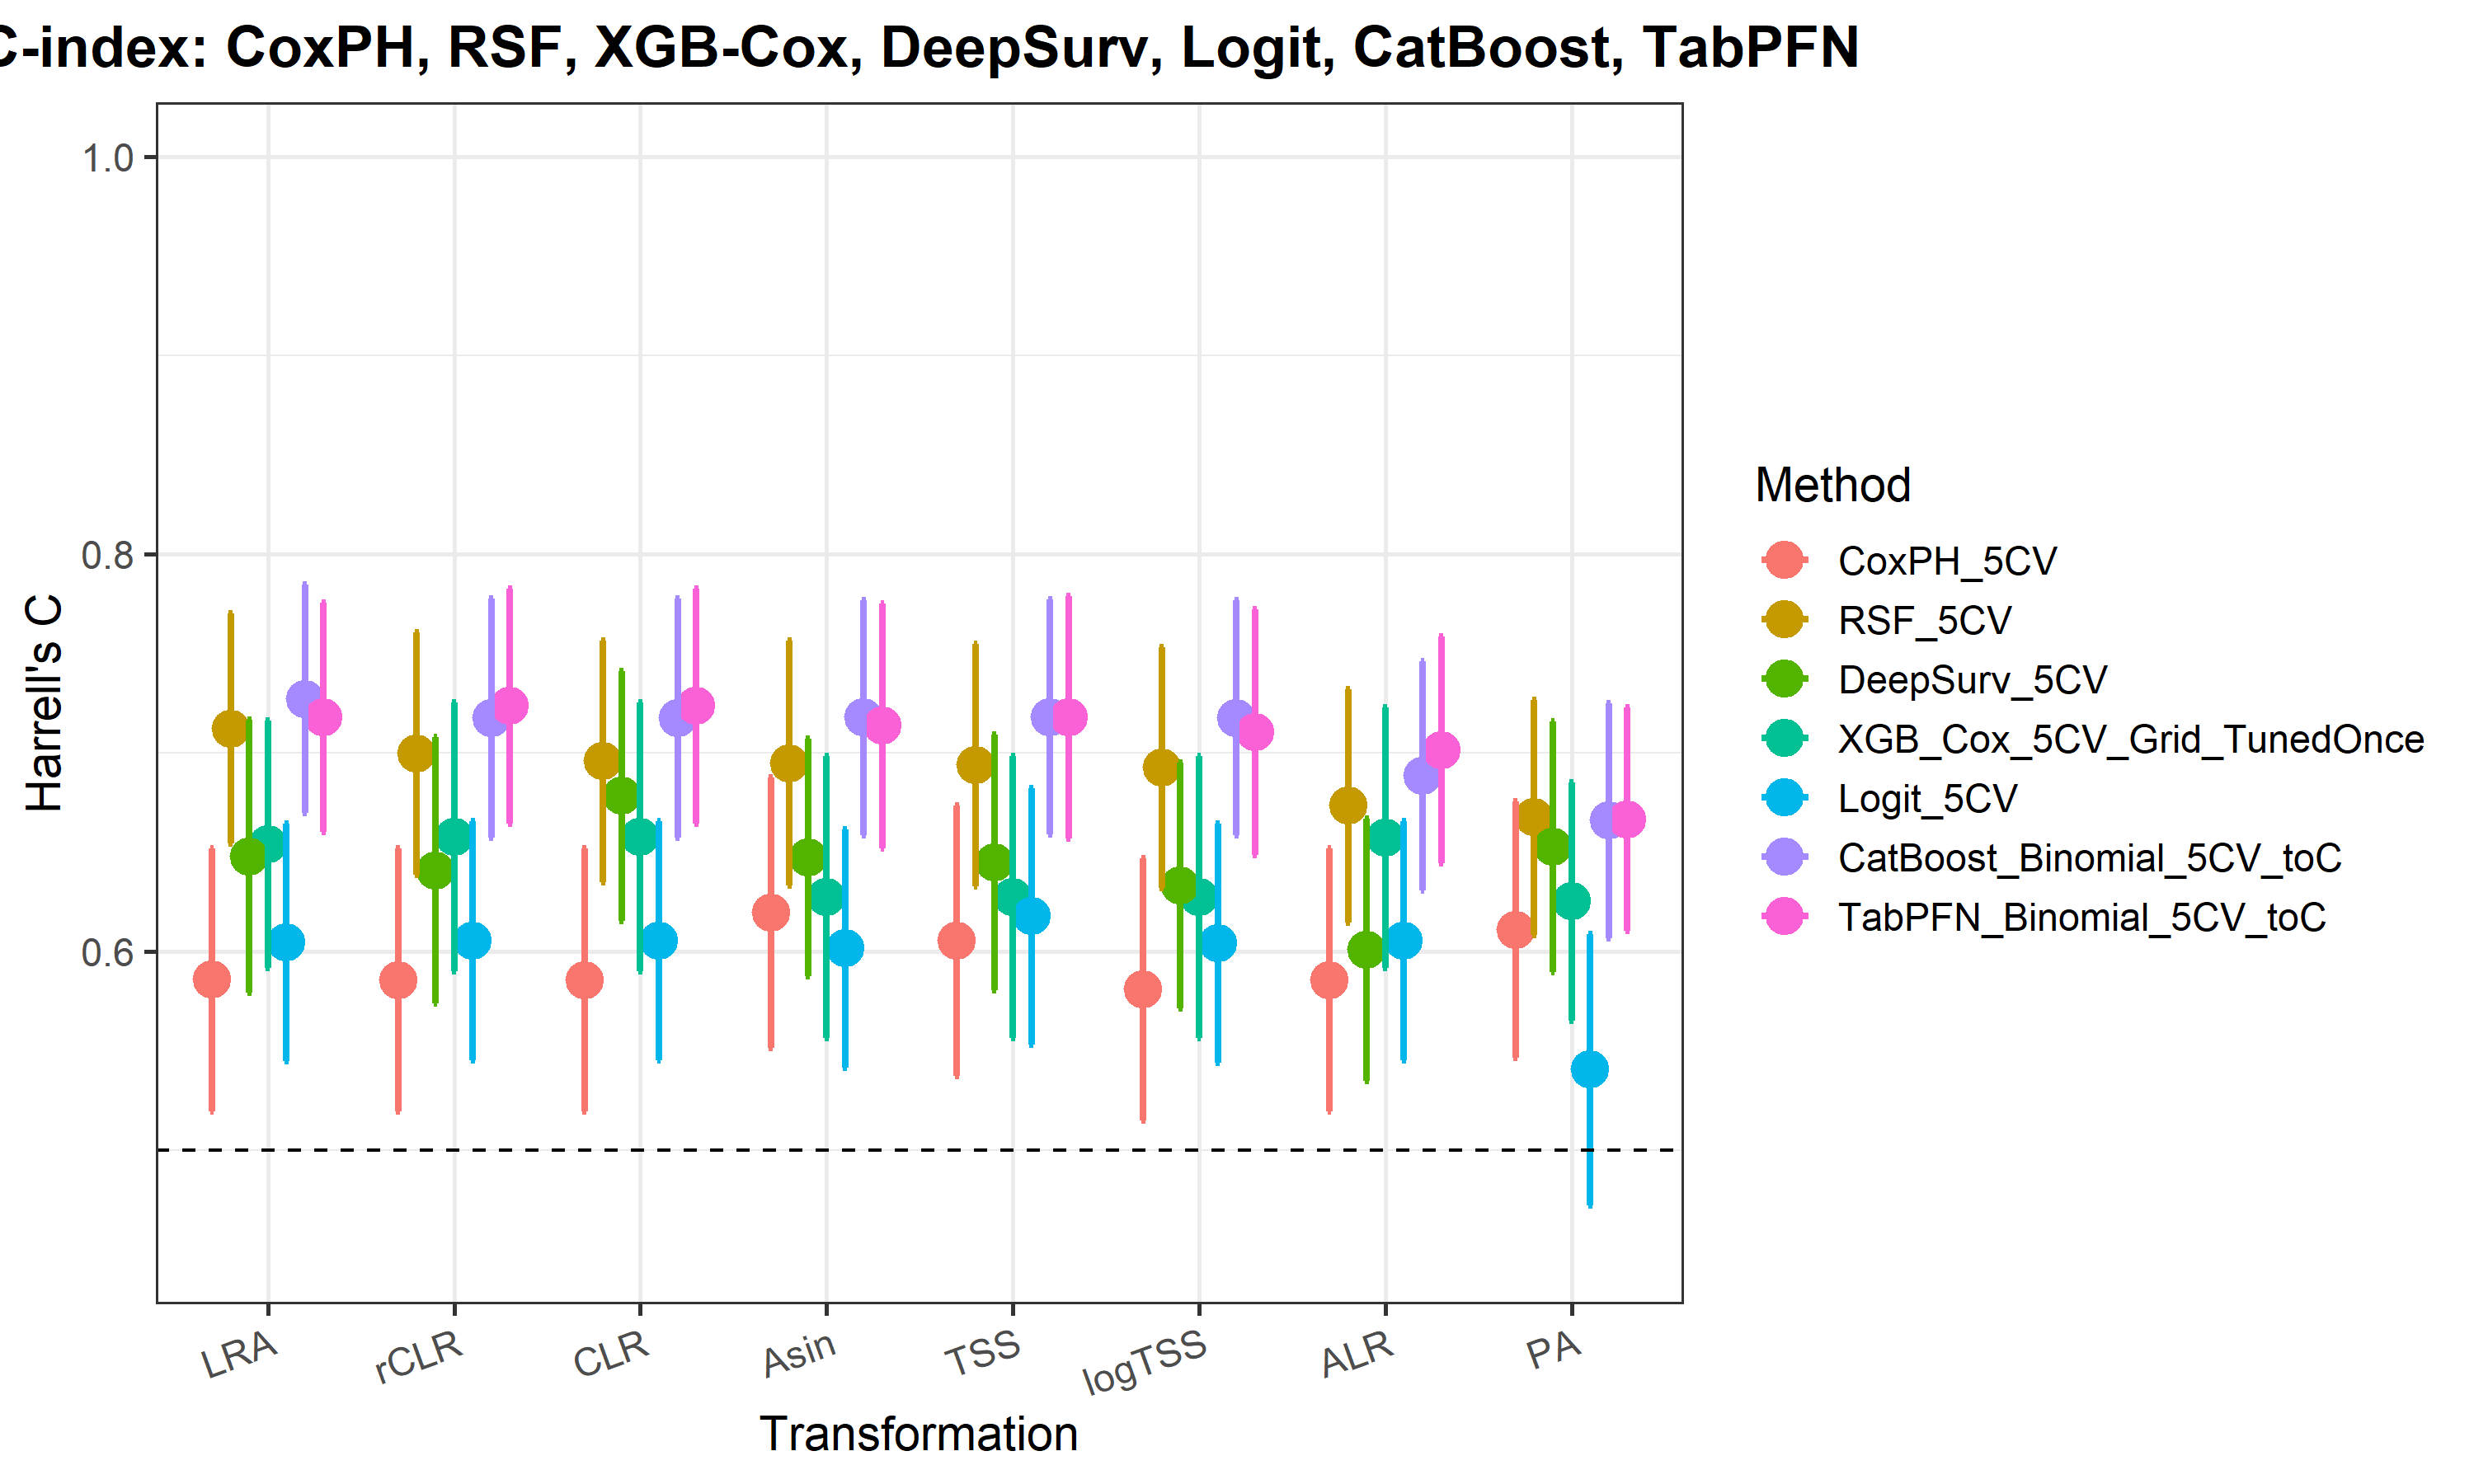 C-index: CoxPH, RSF, XGB-Cox, DeepSurv, Logit, CatBoost, TabPFN
Harrell's C
1.0
0.8
0.6
LRA
rCLR
CLR
Asin
TSS
logTSS
ALR
PA
Transformation
Method
CoxPH_5CV
RSF_5CV
DeepSurv_5CV
XGB_Cox_5CV_Grid_TunedOnce
Logit_5CV
CatBoost_Binomial_5CV_toC
TabPFN_Binomial_5CV_toC